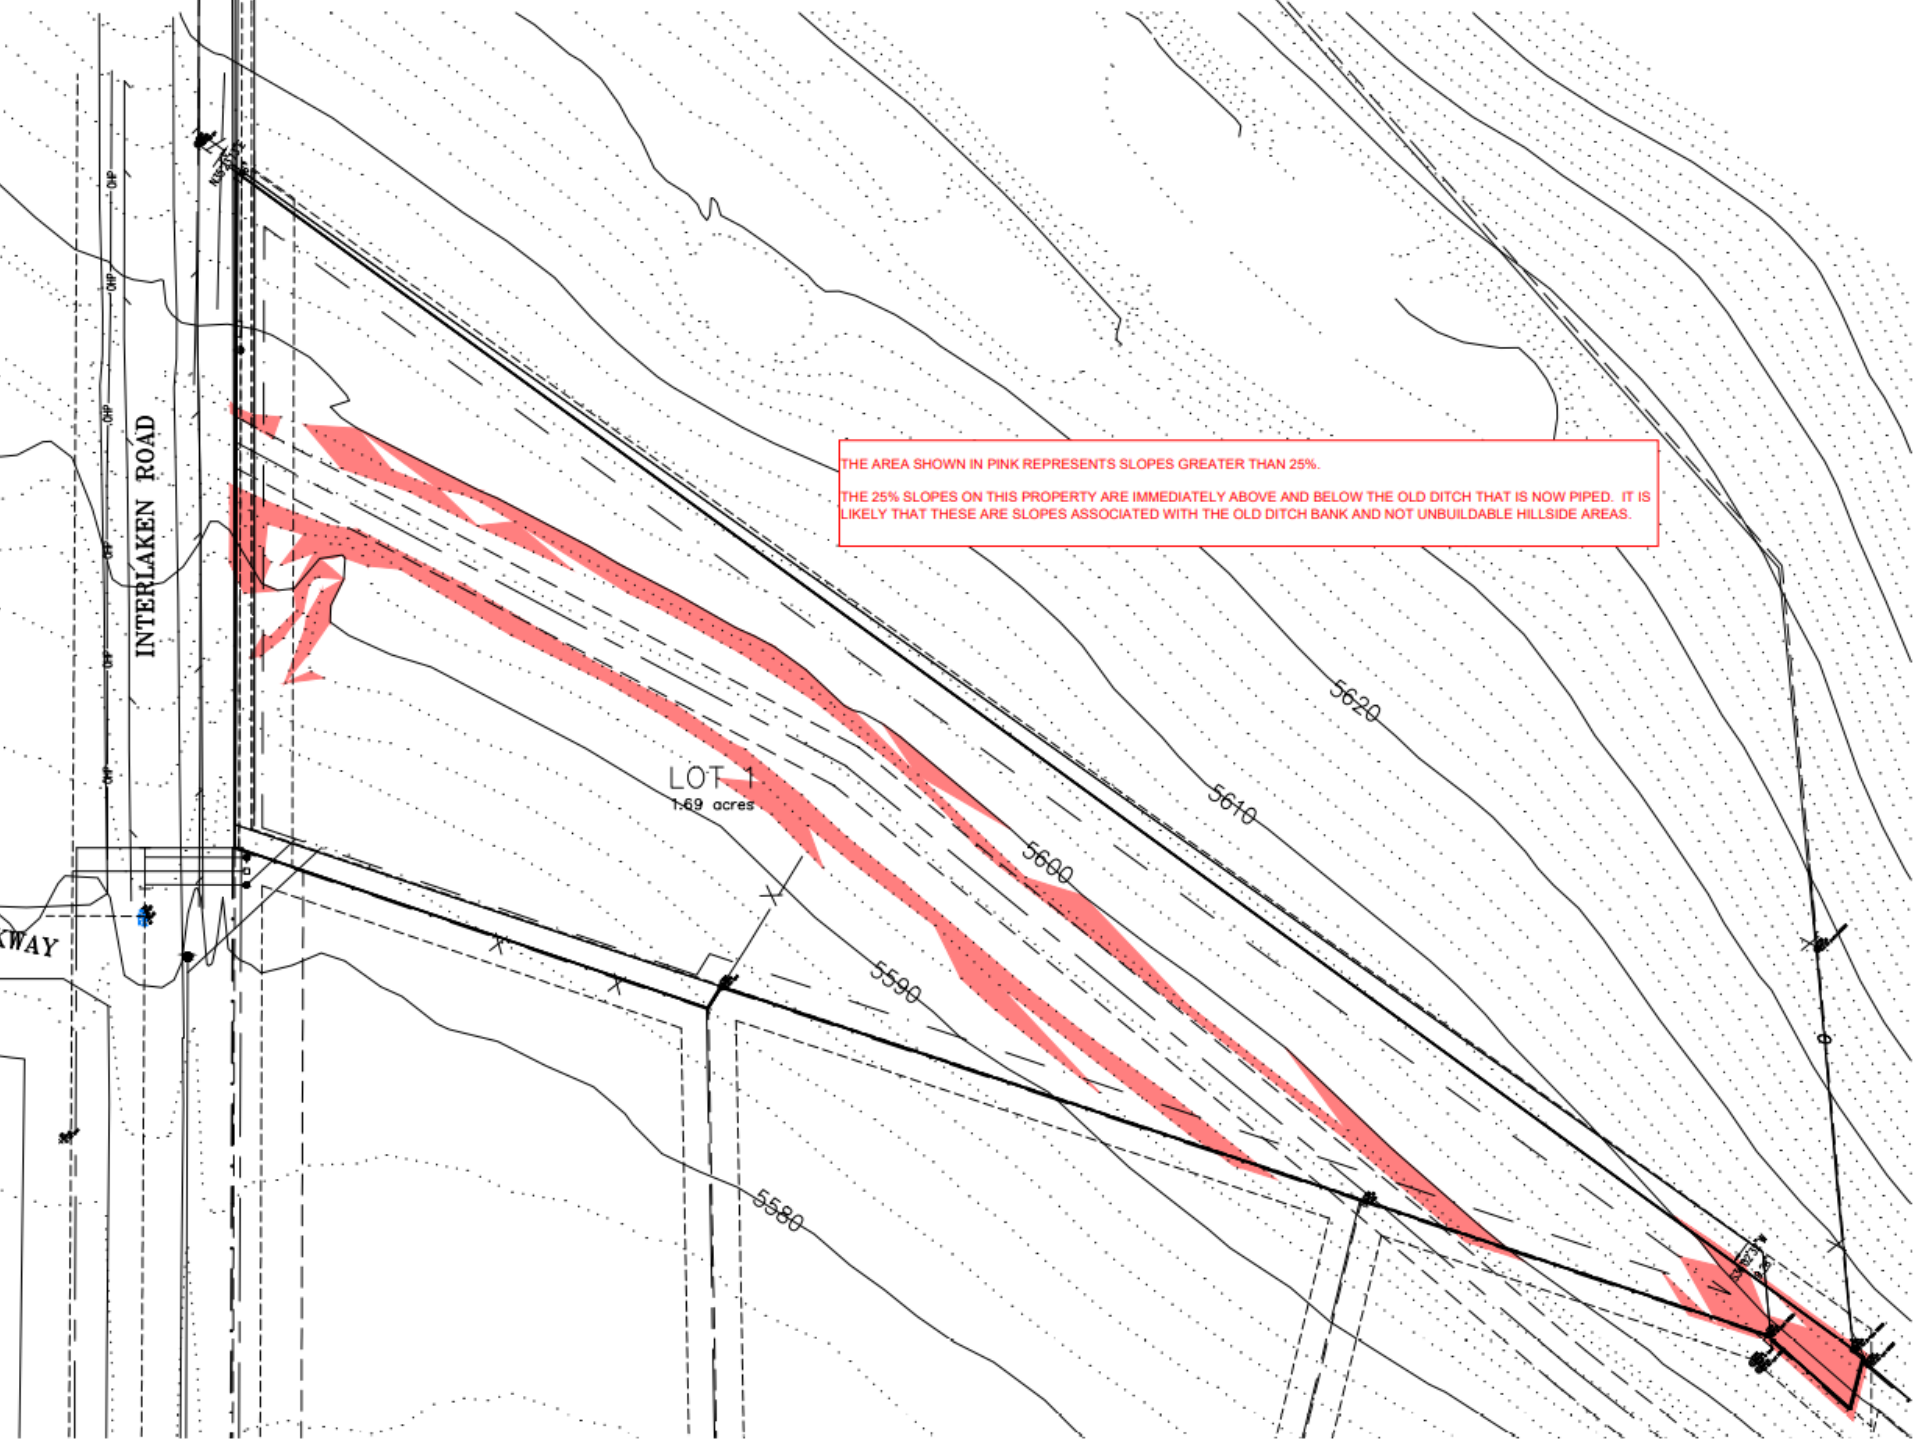 OHP
OHP
OHP
OHP
OHP
OHP
INTERLAKEN ROAD
THE AREA SHOWN IN PINK REPRESENTS SLOPES GREATER THAN 25%.
THE 25% SLOPES ON THIS PROPERTY ARE IMMEDIATELY ABOVE AND BELOW THE OLD DITCH THAT IS NOW PIPED. IT IS
LIKELY THAT THESE ARE SLOPES ASSOCIATED WITH THE OLD DITCH BANK AND NOT UNBUILDABLE HILLSIDE AREAS.
5620
LOT 1
1.69 acres
5610
5600
KWAY
5590
5580